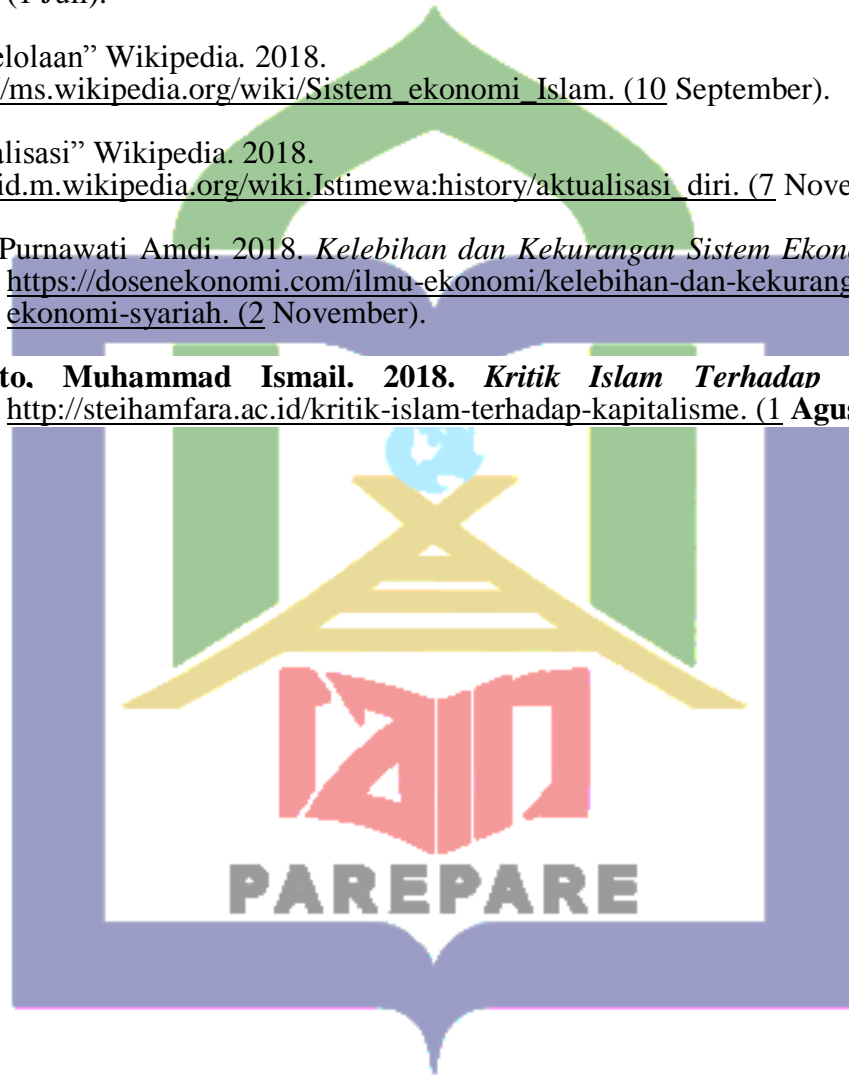 (1 Juli).
elolaan” Wikipedia. 2018.
/ms.wikipedia.org/wiki/Sistem_ekonomi_Islam. (10 September).
alisasi” Wikipedia. 2018.
id.m.wikipedia.org/wiki.Istimewa:history/aktualisasi_diri. (7 Nove
Purnawati Amdi. 2018. Kelebihan dan Kekurangan Sistem Ekono
https://dosenekonomi.com/ilmu-ekonomi/kelebihan-dan-kekurang
ekonomi-syariah. (2 November).
to, Muhammad Ismail. 2018. Kritik Islam Terhadap
http://steihamfara.ac.id/kritik-islam-terhadap-kapitalisme. (1 Agus
iain
PAREPARE